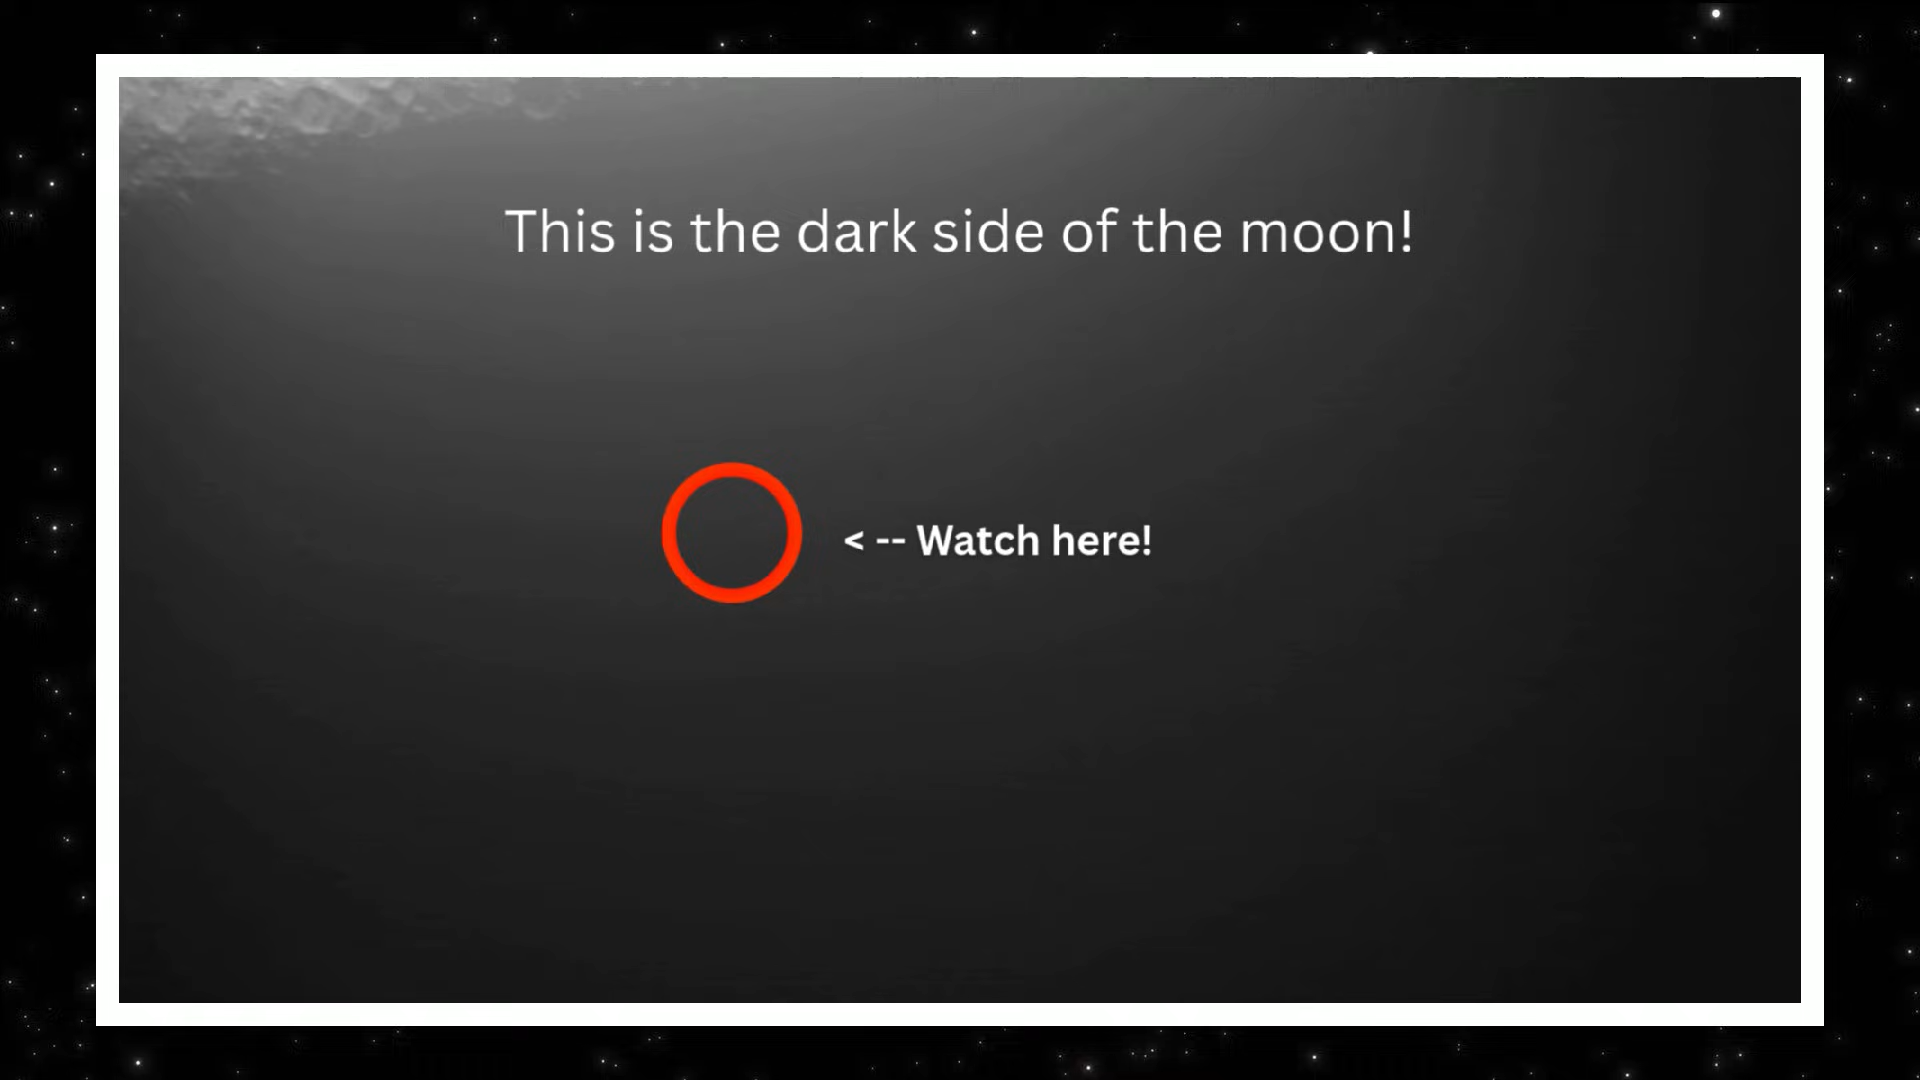 This is the dark side of the moon!
< -- Watch here!